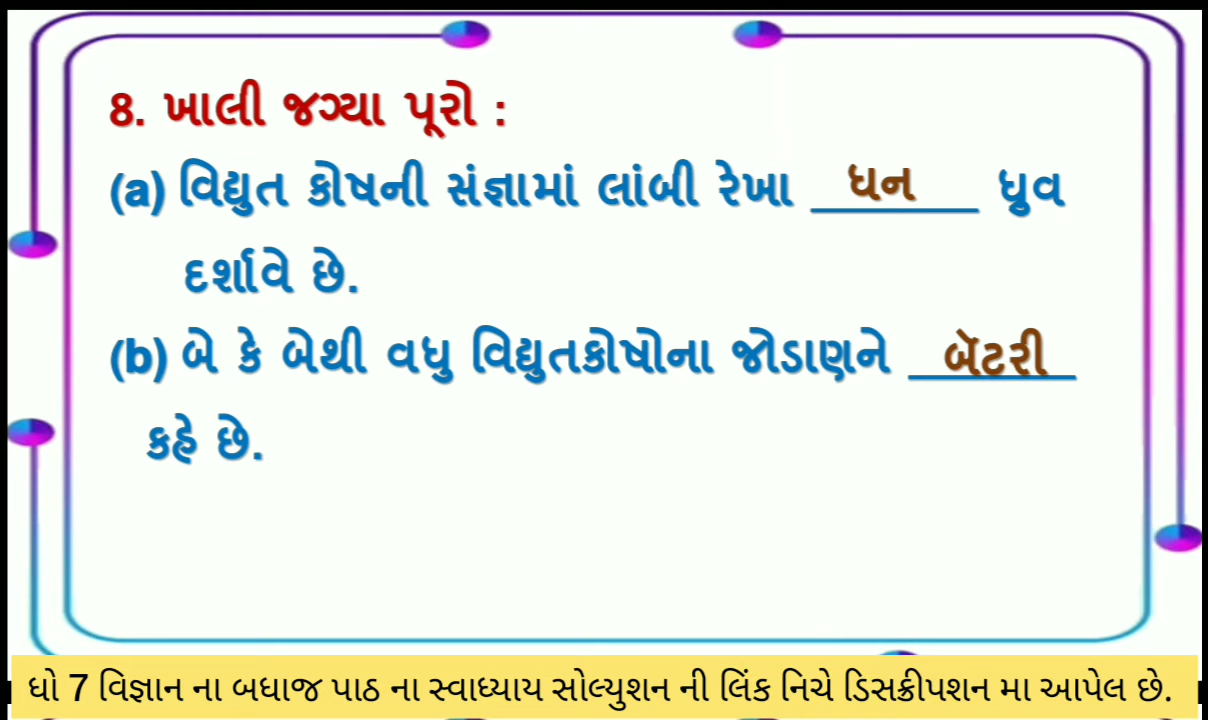 8. ખાલી જગ્યા પૂરો :
(a) વિદ્યુત કોષની સંજ્ઞામાં લાંબી રેખા ધન ધ્રુવ
દર્શાવે છે.
(b) બે કે બેથી વધુ વિદ્યુતકોષોના જોડાણને બૅટરી
કહે છે.
ધો 7 વિજ્ઞાન ના બધાજ પાઠ ના સ્વાધ્યાય સોલ્યુશન ની લિંક નિચે ડિસક્રીપશન મા આપેલ છે.